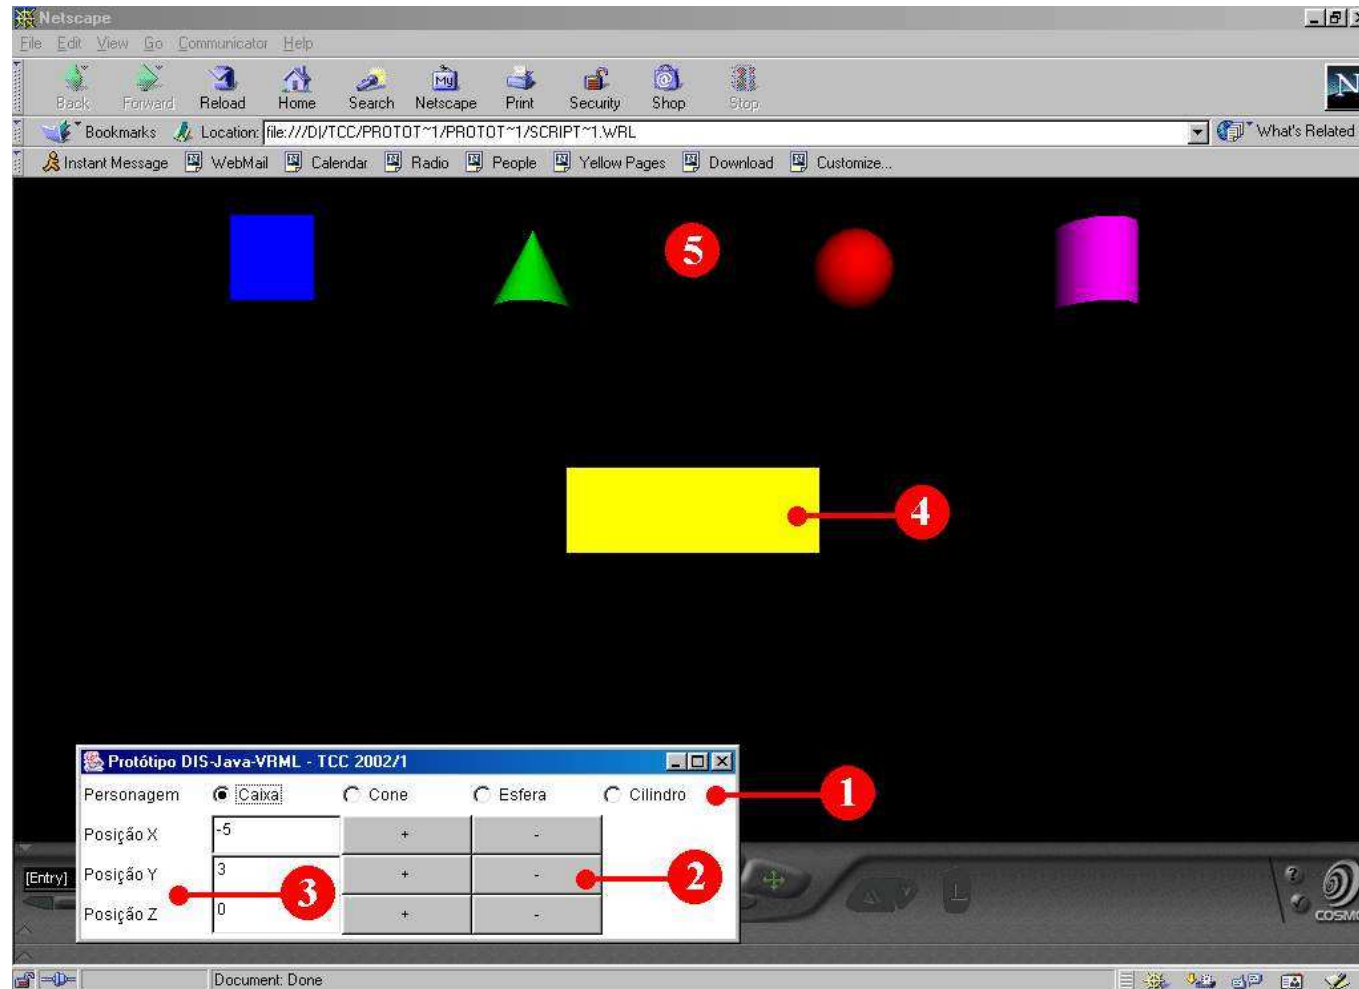 Netscape
File Edit View Go Communicator Help
My
Back Forward Reload Home Search Netscape Print Security Shop Stop
N
Bookmarks Location: file:///D|/TCC/PROTOT~1/PROTOT~1/SCRIPT~1.WRL What's Related
Instant Message WebMail Calendar Radio People Yellow Pages Download Customize...
5
4
Protótipo DIS-Java-VRML - TCC 2002/1
Personagem Caixa Cone Esfera Cilindro 1
Posição X -5 + -
[Entry] Posição Y 3 + - 2
3
Posição Z 0 + -
?
COSMO
Document: Done